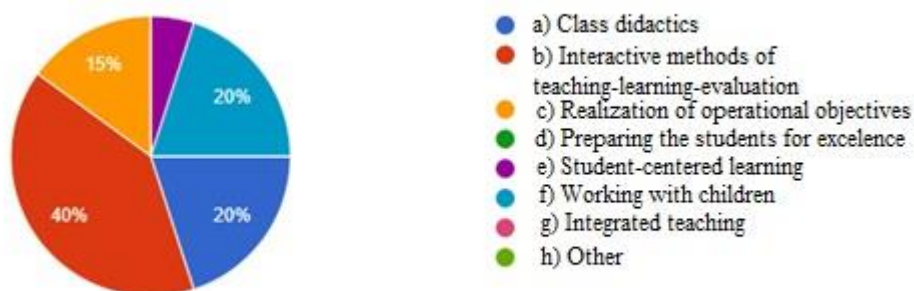 15%
20%
40%
20%
a) Class didactics
b) Interactive methods of
teaching-learning-evaluation
c) Realization of operational objectives
d) Preparing the students for excelence
e) Student-centered learning
f) Working with children
g) Integrated teaching
h) Other